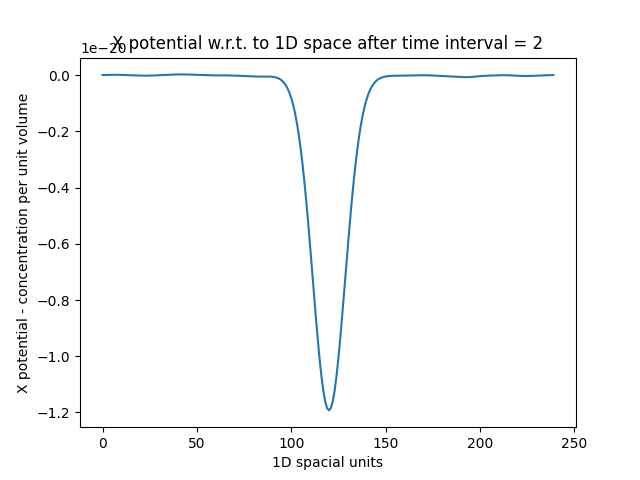 X potential w.r.t. to 1D space after time interval = 2
1e−20
0.0
−0.2
−0.4
−0.6
−0.8
−1.0
−1.2
X potential - concentration per unit volume
0 50 100 150 200 250
1D spacial units